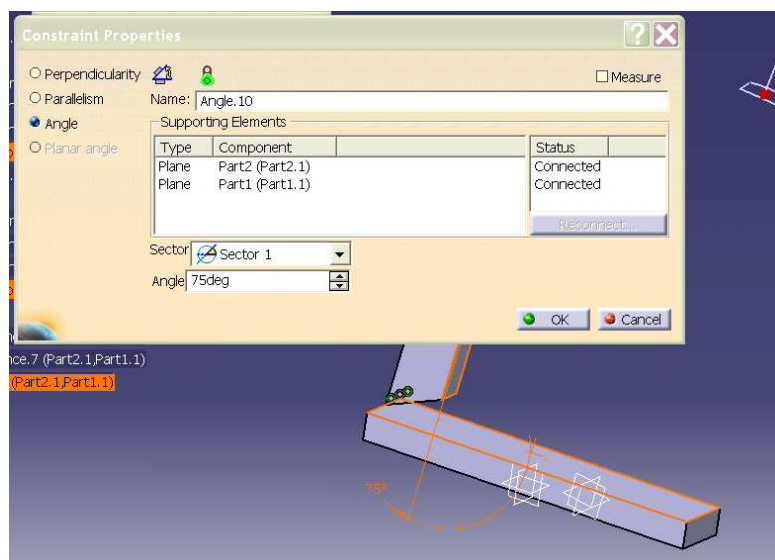 Constraint Properties
Perpendicularity
Measure
Parallelism
Name: Angle.10
Angle
Supporting Elements
Planar angle
Type Component Status
Plane Part2 (Part2.1) Connected
Plane Part1 (Part1.1) Connected
Reconnect...
Sector Sector 1
Angle 75deg
OK Cancel
nce.7 (Part2.1,Part1.1)
(Part2.1,Part1.1)
75°